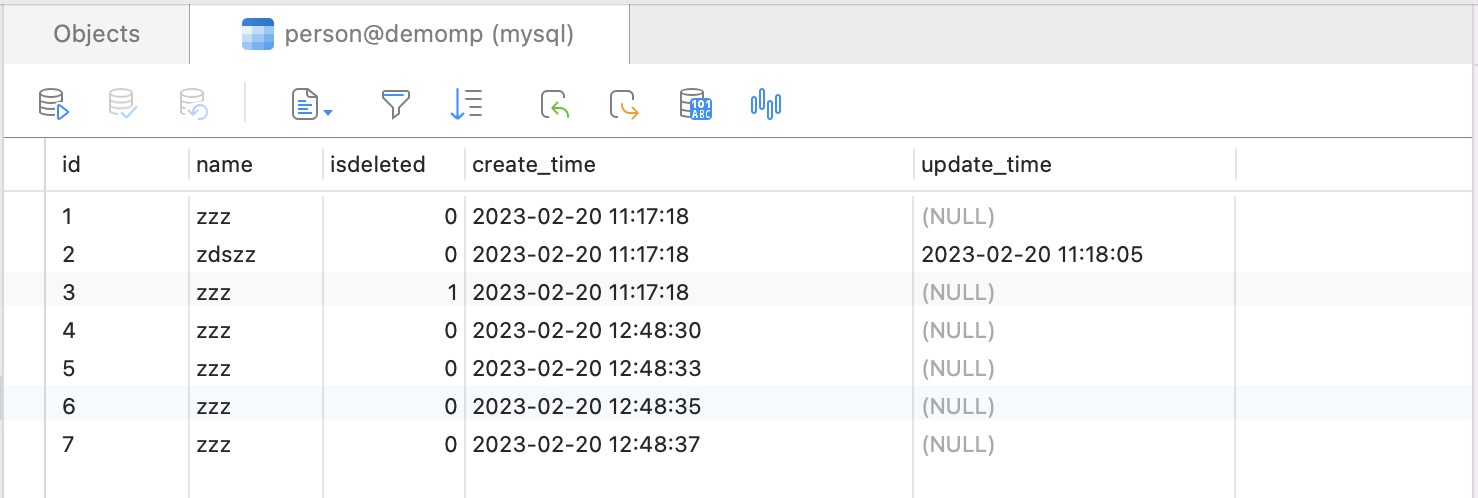 Objects person@demomp (mysql)
101
ABC
id name isdeleted create_time update_time
1 zzz 0 2023-02-20 11:17:18 (NULL)
2 zdszz 0 2023-02-20 11:17:18 2023-02-20 11:18:05
3 zzz 1 2023-02-20 11:17:18 (NULL)
4 zzz 0 2023-02-20 12:48:30 (NULL)
5 zzz 0 2023-02-20 12:48:33 (NULL)
6 zzz 0 2023-02-20 12:48:35 (NULL)
7 zzz 0 2023-02-20 12:48:37 (NULL)